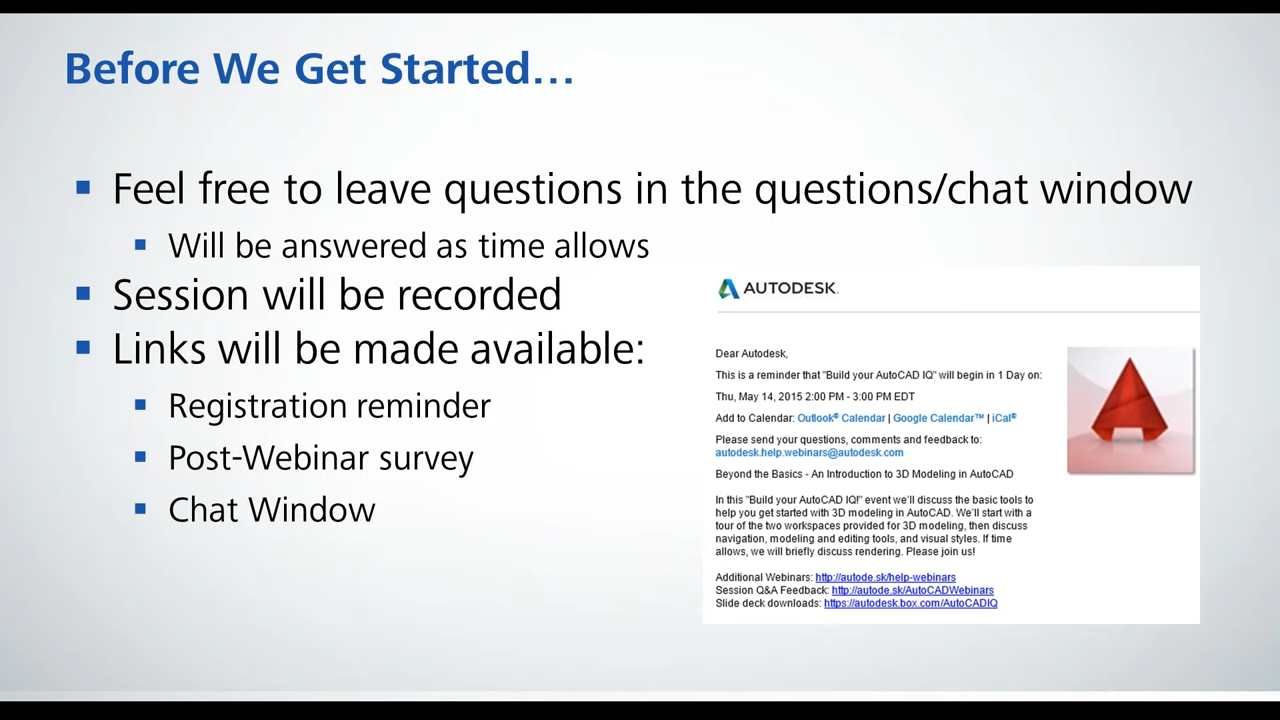 Before We Get Started…
Feel free to leave questions in the questions/chat window
Will be answered as time allows
Session will be recorded
Links will be made available:
Registration reminder
Post-Webinar survey
Chat Window
AUTODESK.
Dear Autodesk,
This is a reminder that "Build your AutoCAD IQ" will begin in 1 Day on:
Thu, May 14, 2015 2:00 PM - 3:00 PM EDT
Add to Calendar: Outlook® Calendar | Google Calendar™ | iCal®
Please send your questions, comments and feedback to:
autodesk.help.webinars@autodesk.com
Beyond the Basics - An Introduction to 3D Modeling in AutoCAD
In this "Build your AutoCAD IQ!" event we'll discuss the basic tools to
help you get started with 3D modeling in AutoCAD. We'll start with a
tour of the two workspaces provided for 3D modeling, then discuss
navigation, modeling and editing tools, and visual styles. If time
allows, we will briefly discuss rendering. Please join us!
Additional Webinars: http://autode.sk/help-webinars
Session Q&A Feedback: http://autode.sk/AutoCADWebinars
Slide deck downloads: https://autodesk.box.com/AutoCADIQ